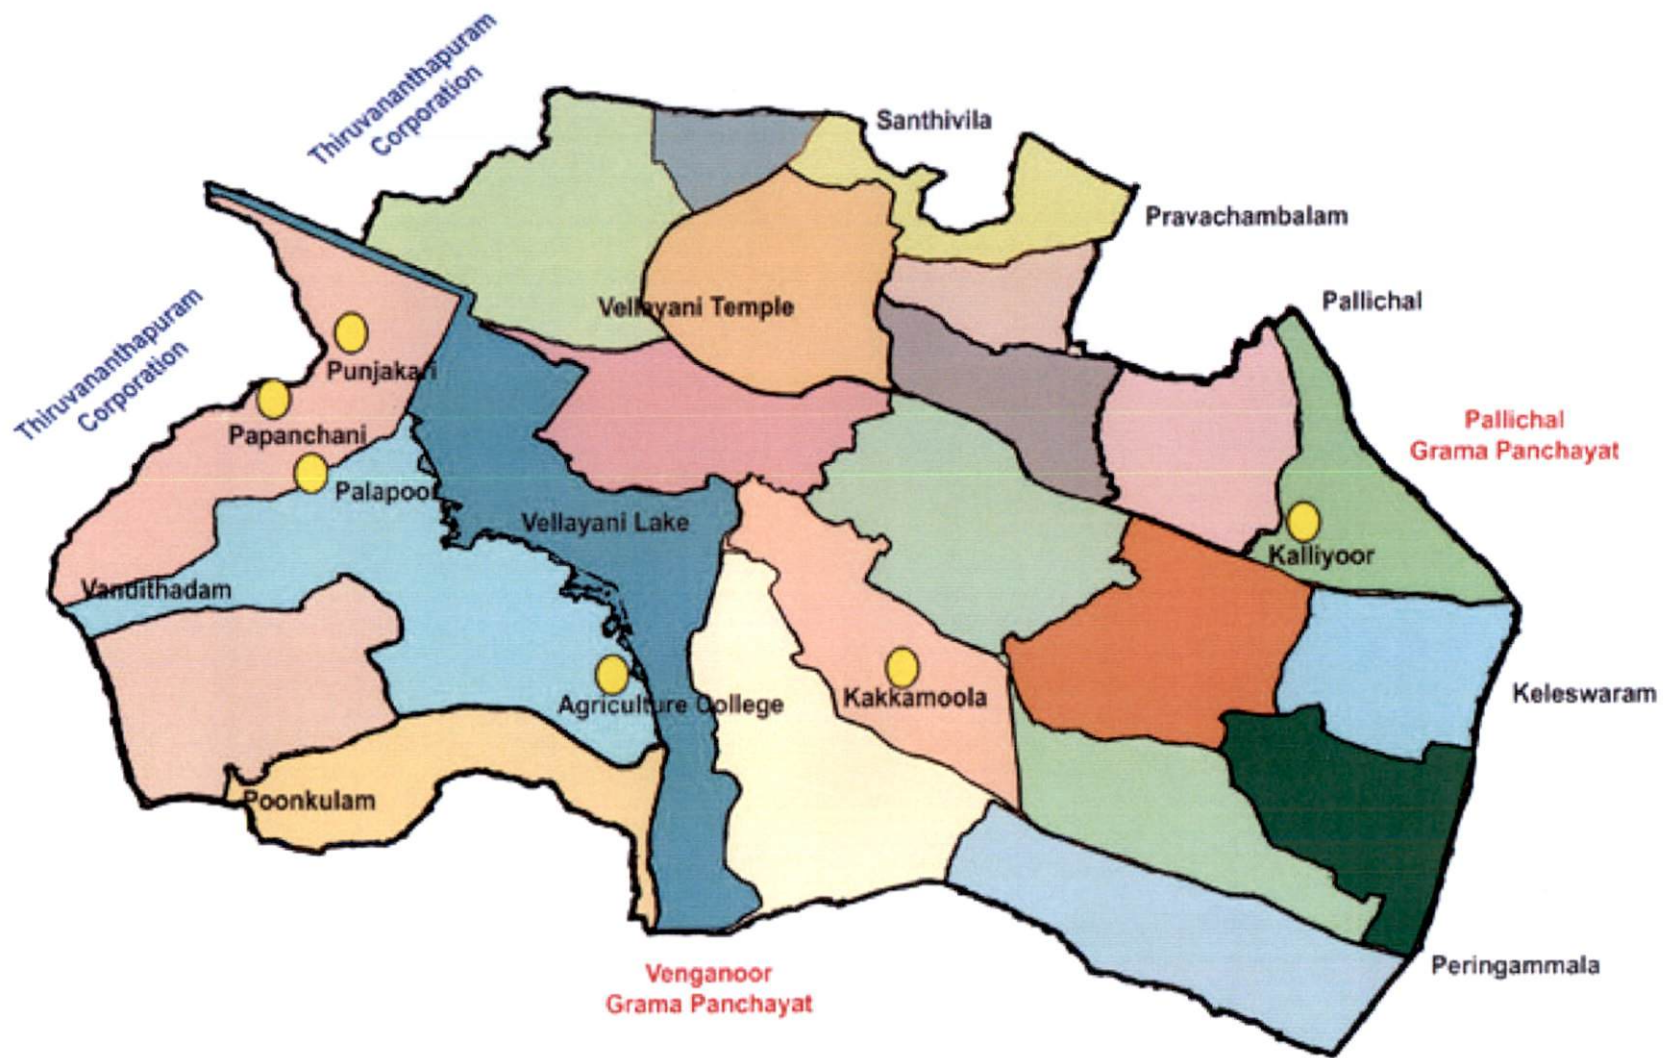 Thiruvananthapuram
Corporation
Santhivila
Pravachambalam
Thiruvananthapuram
Corporation
Vellayani Temple
Pallichal
Punjakari
Papanchani
Pallichal
Grama Panchayat
Palapoor
Vellayani Lake
Kalliyoor
Vandithadam
Agriculture College
Kakkamoola
Keleswaram
Poonkulam
Peringammala
Venganoor
Grama Panchayat